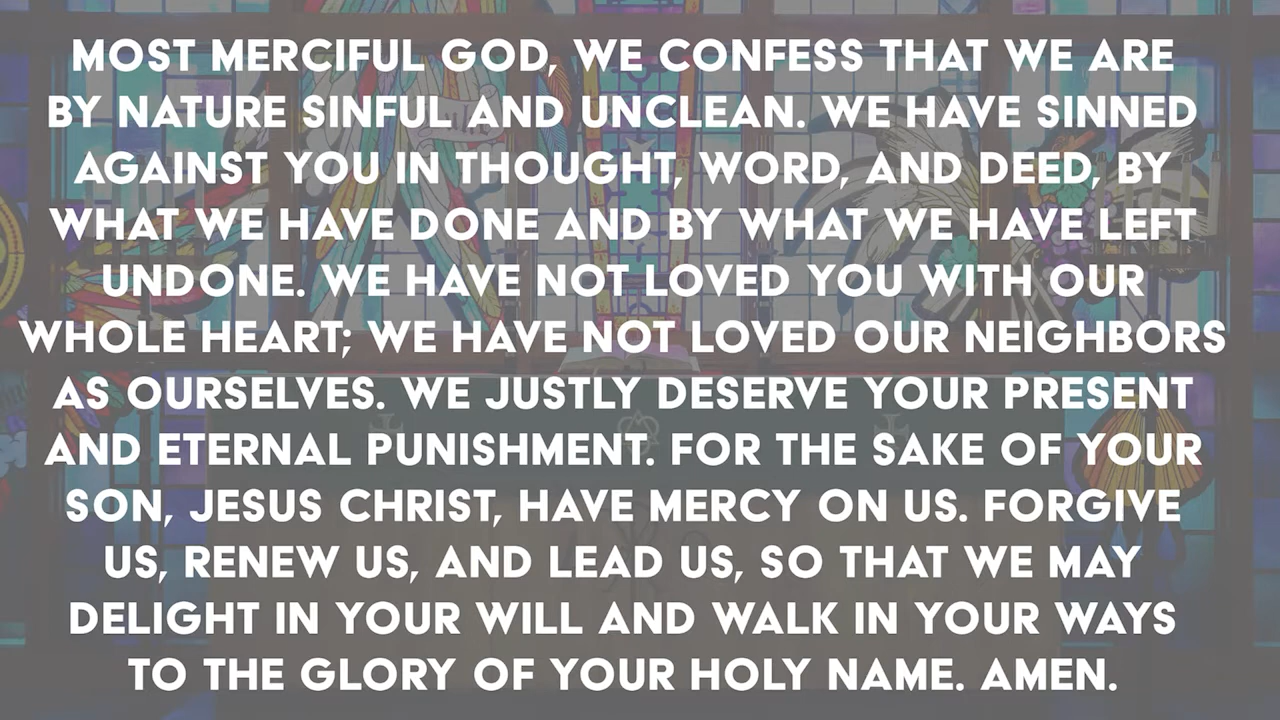 MOST MERCIFUL GOD, WE CONFESS THAT WE ARE
BY NATURE SINFUL AND UNCLEAN. WE HAVE SINNED
AGAINST YOU IN THOUGHT, WORD, AND DEED, BY
WHAT WE HAVE DONE AND BY WHAT WE HAVE LEFT
UNDONE. WE HAVE NOT LOVED YOU WITH OUR
WHOLE HEART; WE HAVE NOT LOVED OUR NEIGHBORS
AS OURSELVES. WE JUSTLY DESERVE YOUR PRESENT
AND ETERNAL PUNISHMENT. FOR THE SAKE OF YOUR
SON, JESUS CHRIST, HAVE MERCY ON US. FORGIVE
US, RENEW US, AND LEAD US, SO THAT WE MAY
DELIGHT IN YOUR WILL AND WALK IN YOUR WAYS
TO THE GLORY OF YOUR HOLY NAME. AMEN.